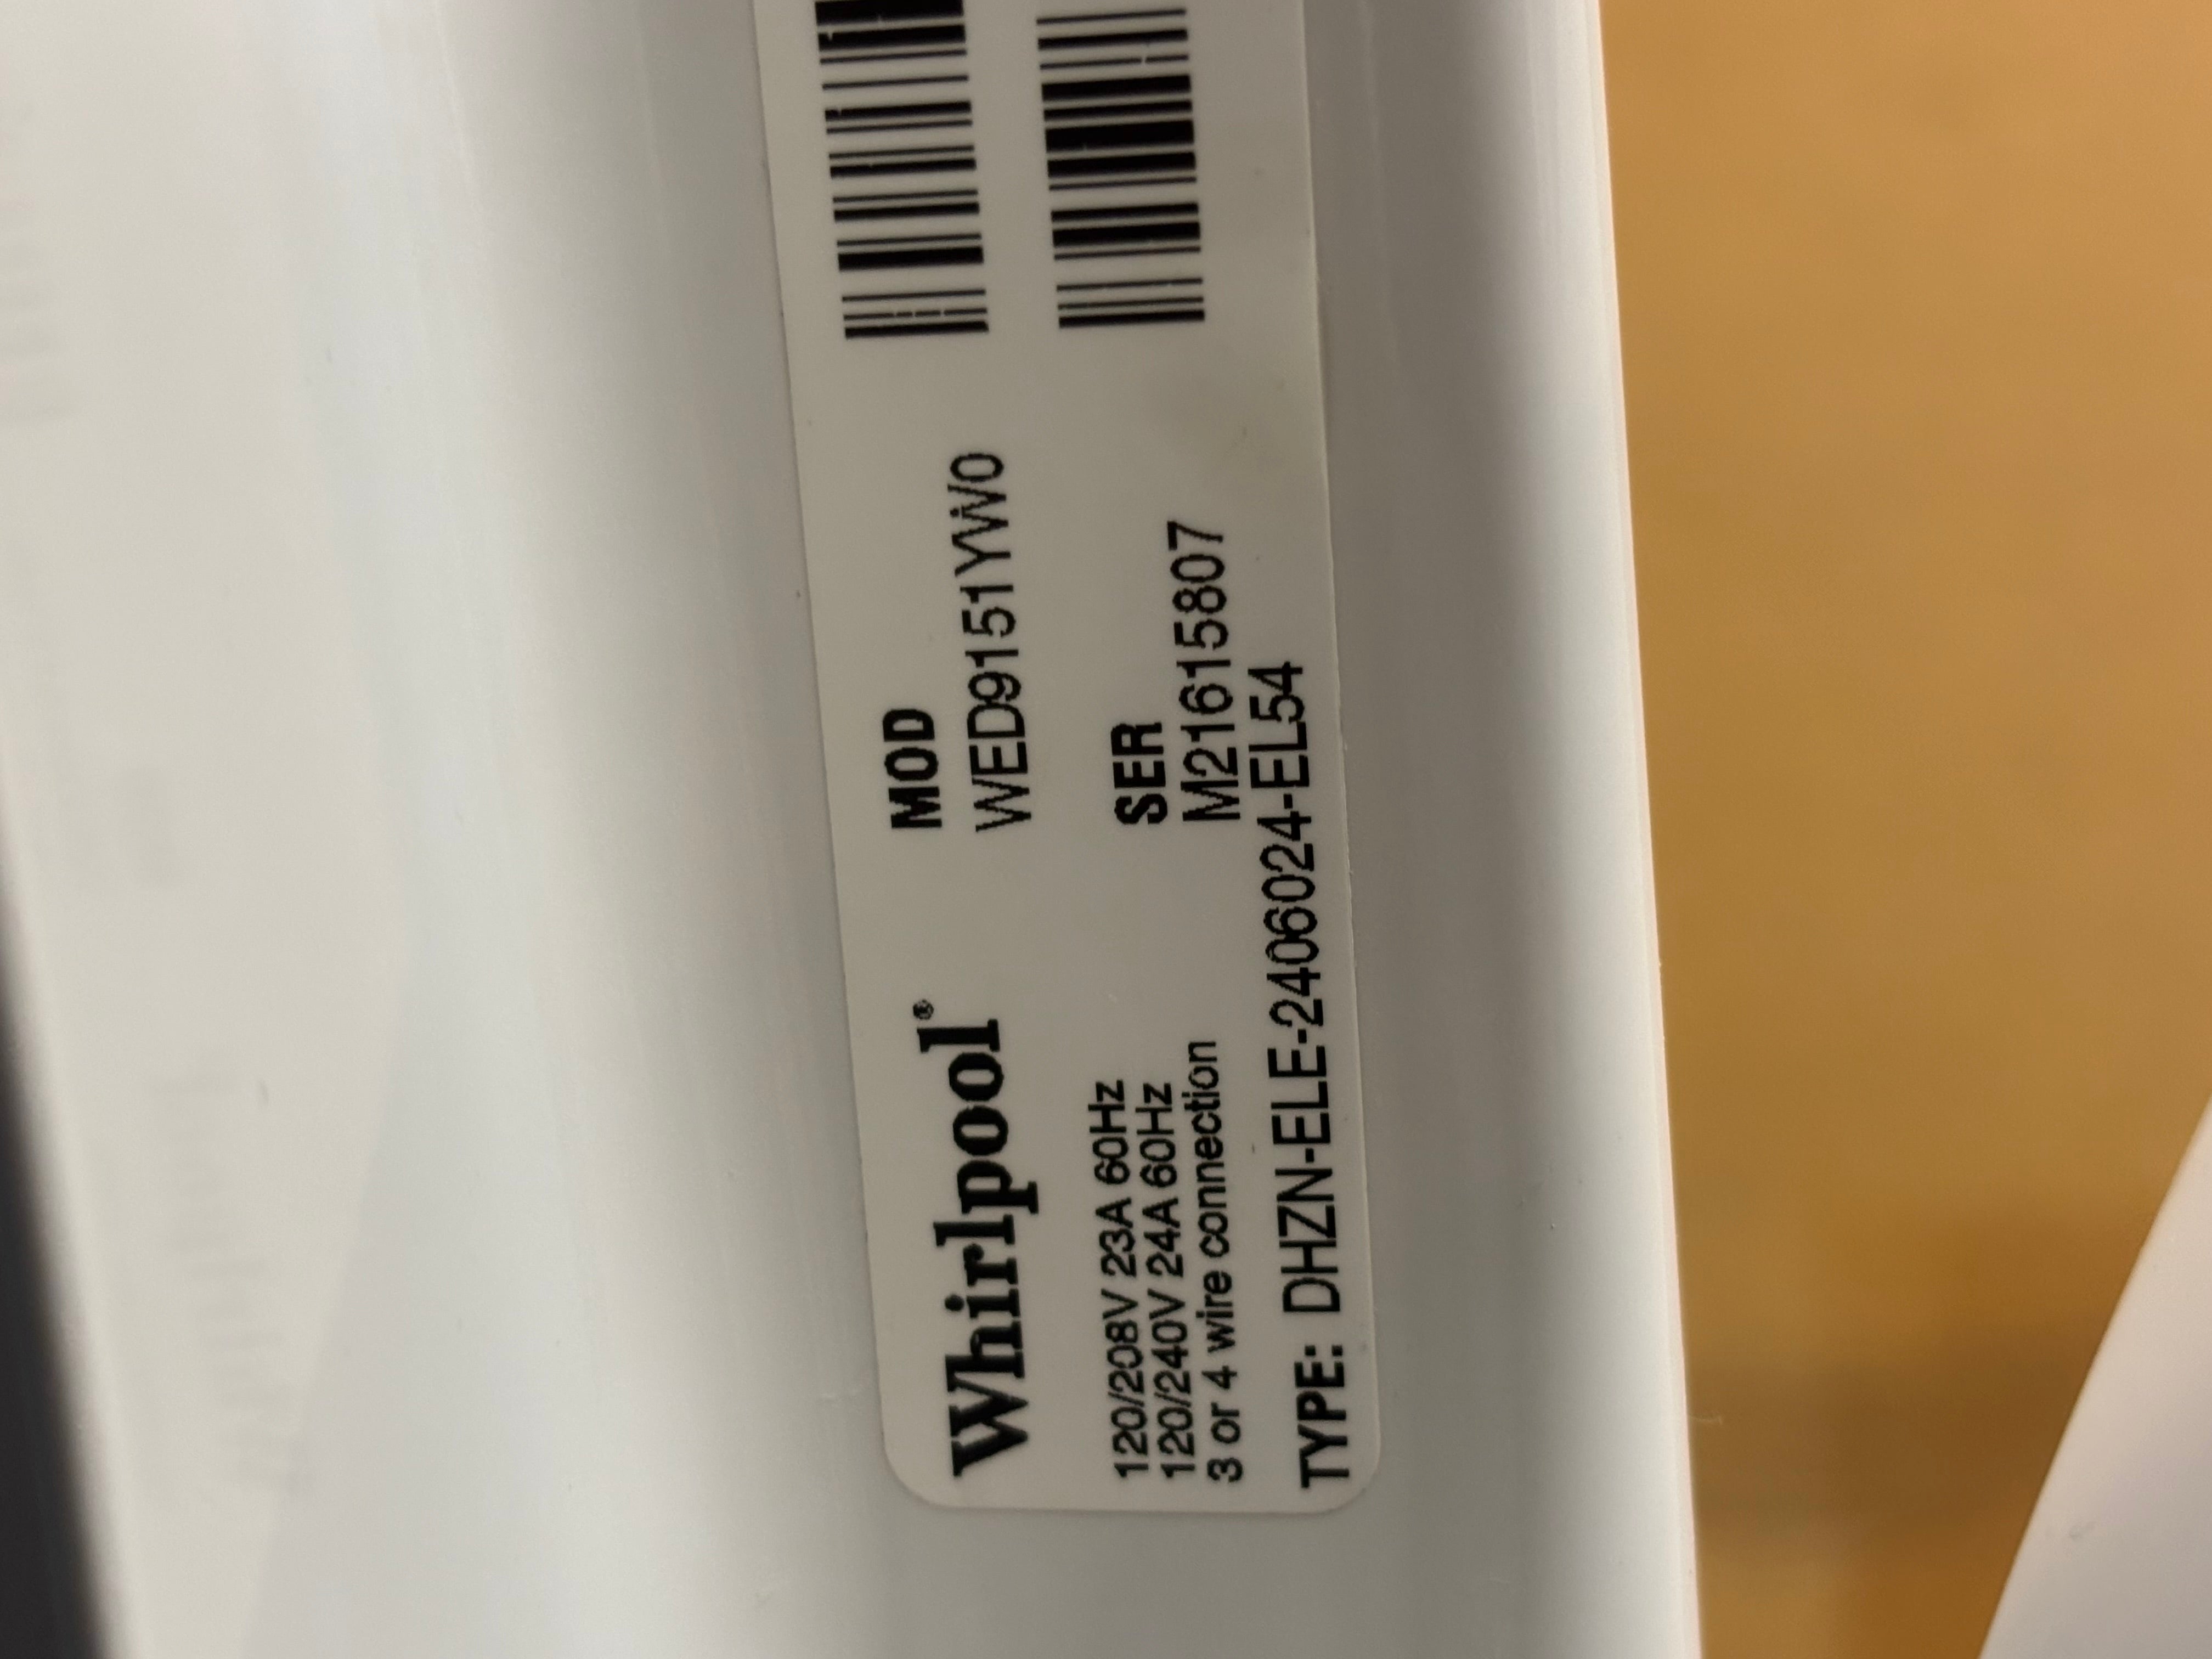 Whirlpool®
MOD
WED9151YW0
120/208V 23A 60Hz
120/240V 24A 60Hz
3 or 4 wire connection
SER
M21615807
TYPE: DHZN-ELE-2406024-EL54